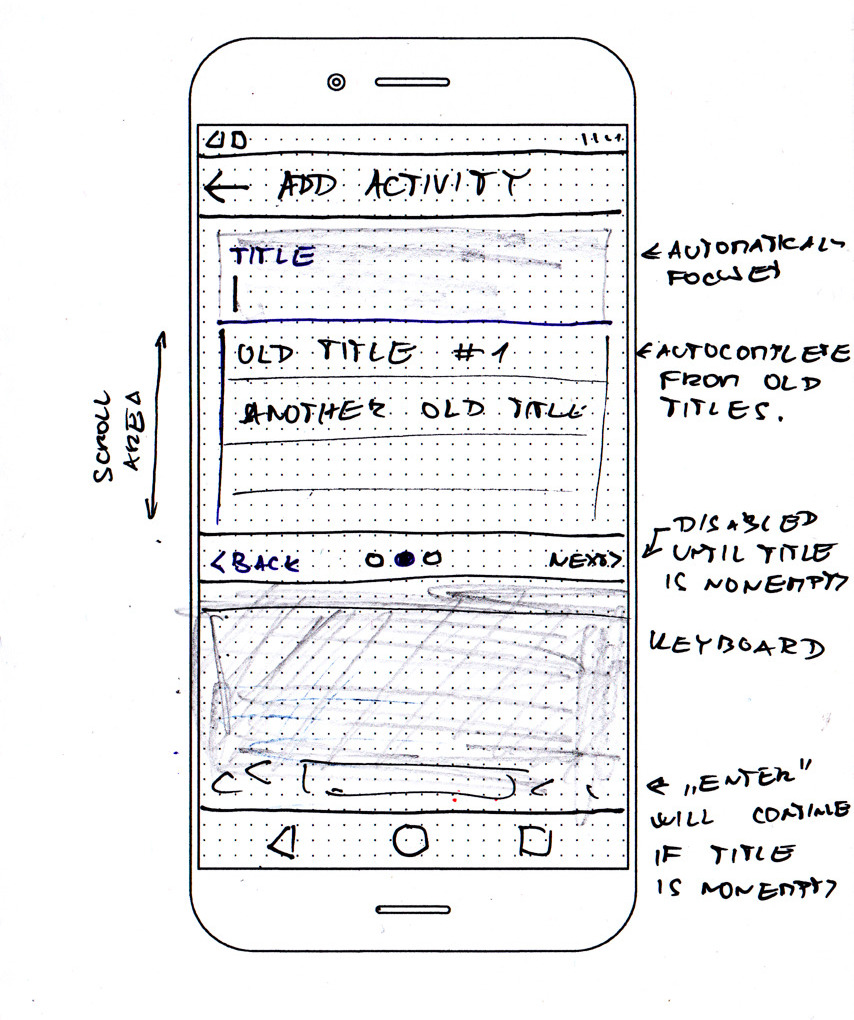 ADD ACTIVITY
TITLE
← AUTOMATICALLY
FOCUSED
OLD TITLE #1
ANOTHER OLD TITLE
← AUTOCOMPLETE
FROM OLD
TITLES.
SCROLL
AREA
<BACK
NEXT>
DISABLED
UNTIL TITLE
IS NONEMPTY
KEYBOARD
← „ENTER"
WILL CONTINUE
IF TITLE
IS NONEMPTY